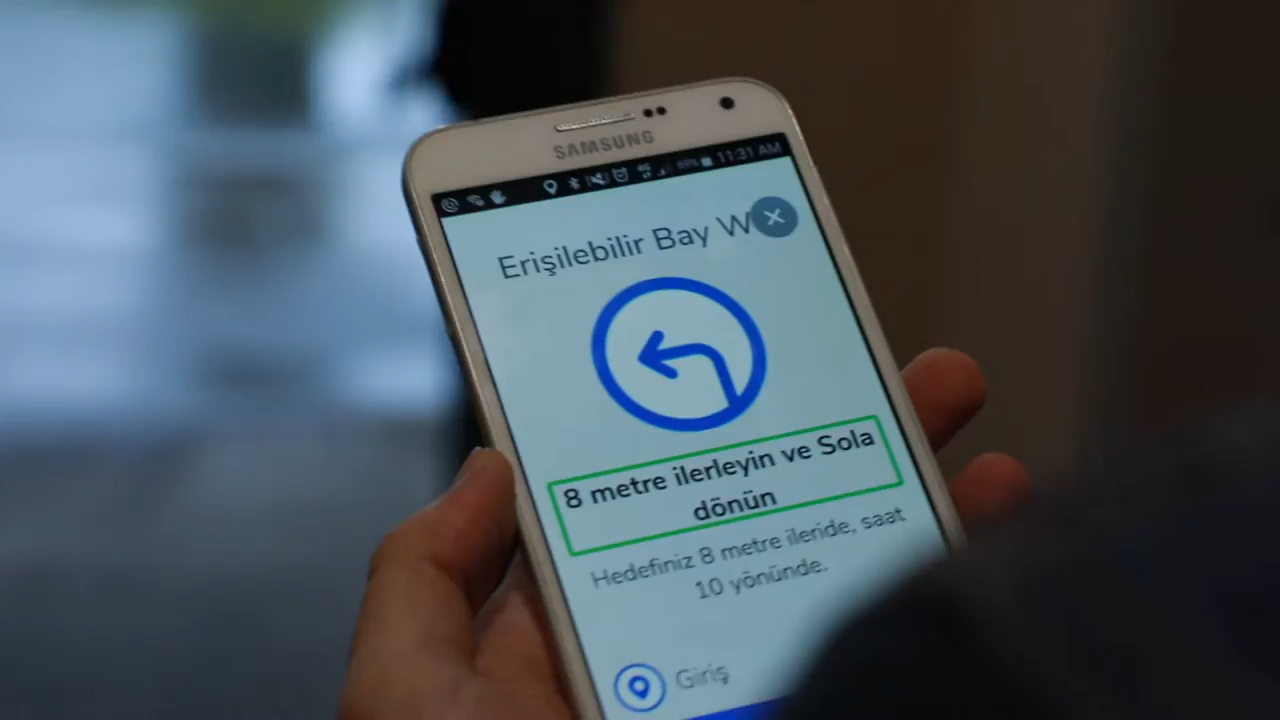 SAMSUNG
11:31 AM
Erişilebilir Bay W
8 metre ilerleyin ve Sola
dönün
Hedefiniz 8 metre ileride, saat
10 yönünde.
Giriş